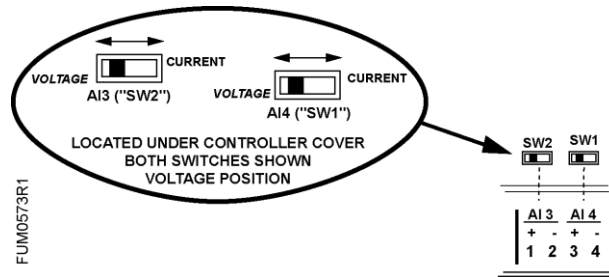 VOLTAGE CURRENT
AI3 ("SW2")
VOLTAGE CURRENT
AI4 ("SW1")
LOCATED UNDER CONTROLLER COVER
BOTH SWITCHES SHOWN
VOLTAGE POSITION
FUM0573R1
SW2 SW1
AI 3 AI 4
+ - + -
1 2 3 4